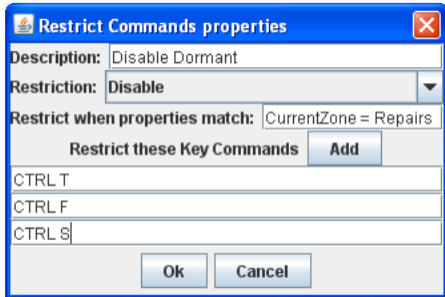 Restrict Commands properties
Description: Disable Dormant
Restriction: Disable
Restrict when properties match: CurrentZone = Repairs
Restrict these Key Commands Add
CTRL T
CTRL F
CTRL S
Ok Cancel